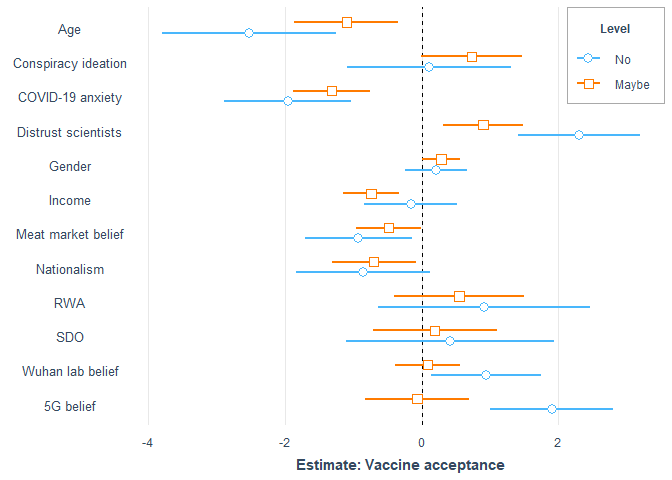 Age
Conspiracy ideation
COVID-19 anxiety
Distrust scientists
Gender
Income
Meat market belief
Nationalism
RWA
SDO
Wuhan lab belief
5G belief
-4
-2
0
2
Estimate: Vaccine acceptance
Level
No
Maybe